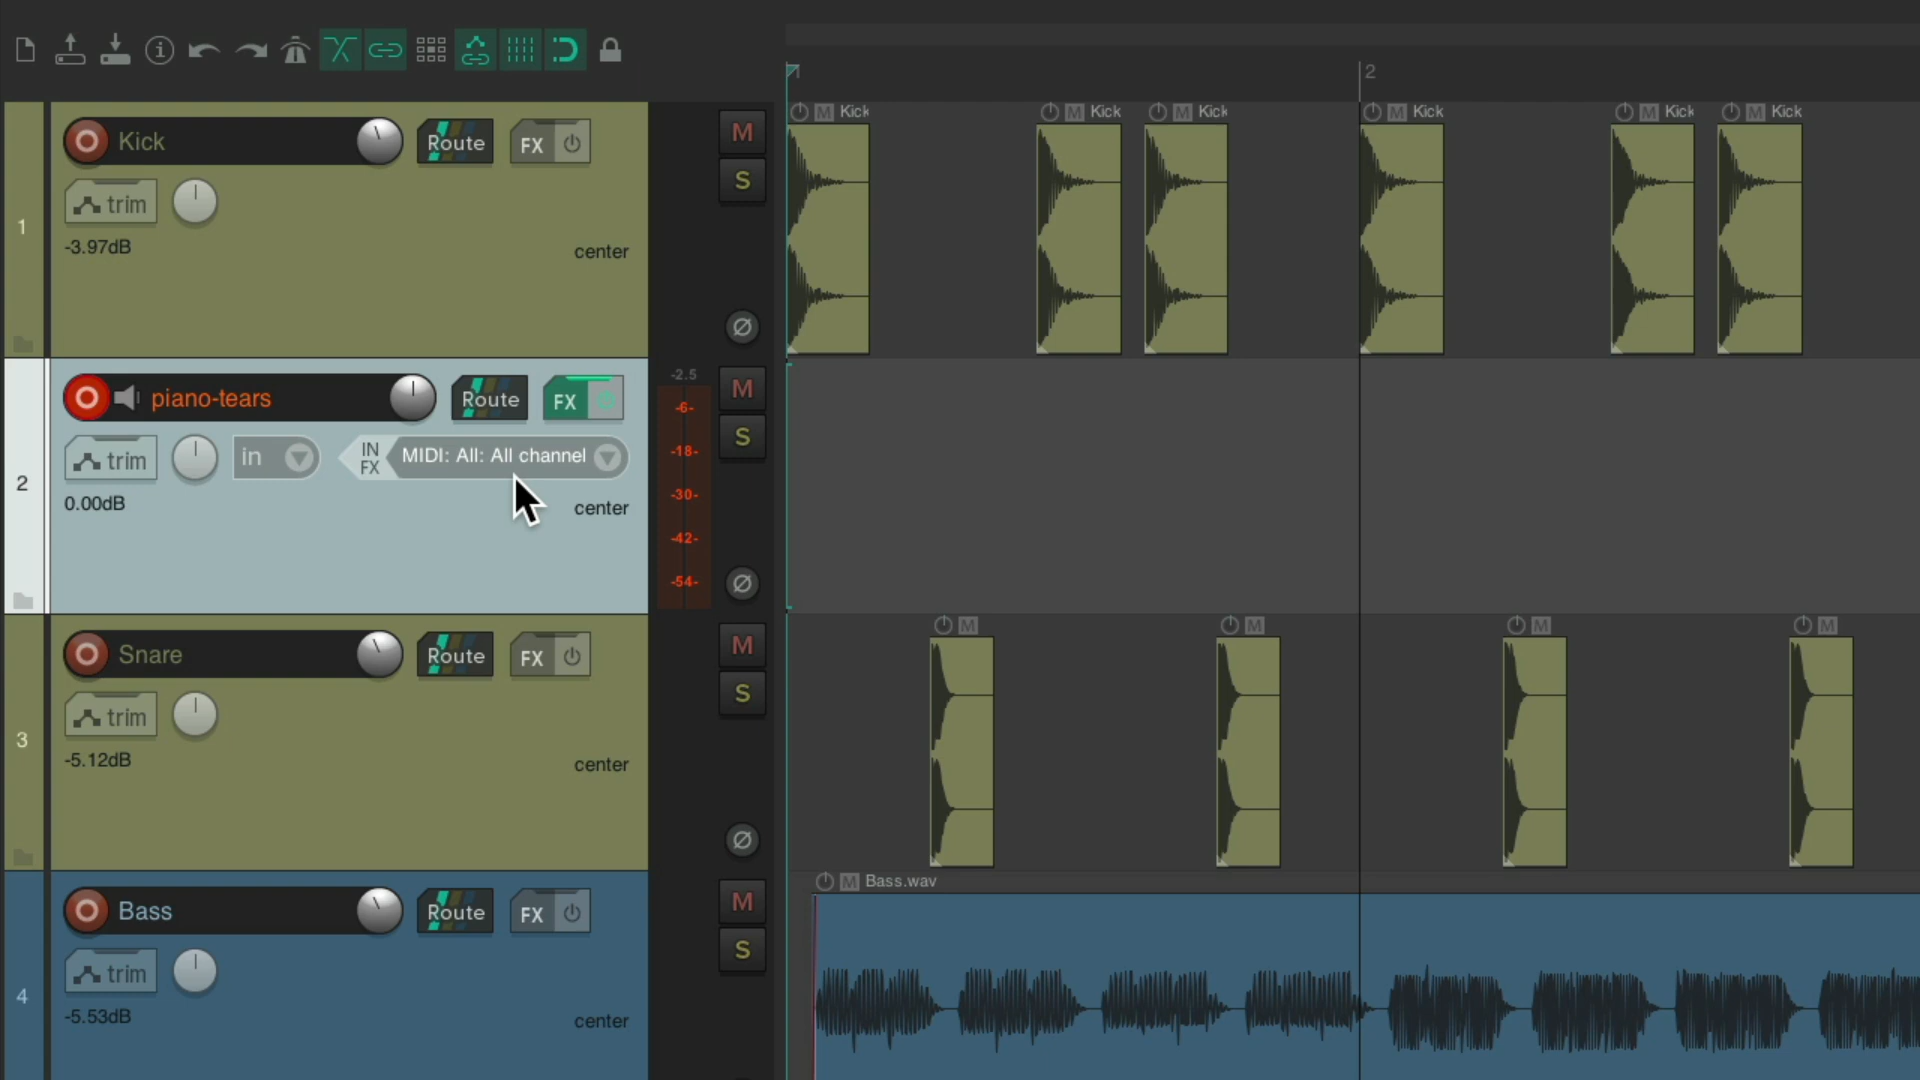 1
2
Kick
Route
FX
M
S
trim
-3.97dB
center
1
M Kick
M Kick
M Kick
M Kick
M Kick
M Kick
piano-tears
Route
FX
-2.5
-6-
-18-
-30-
-42-
-54-
M
S
trim
in
IN
FX
MIDI: All: All channel
0.00dB
center
2
Snare
Route
FX
M
S
trim
-5.12dB
center
3
M
M
M
M
Bass
Route
FX
M
S
trim
-5.53dB
center
4
M Bass.wav